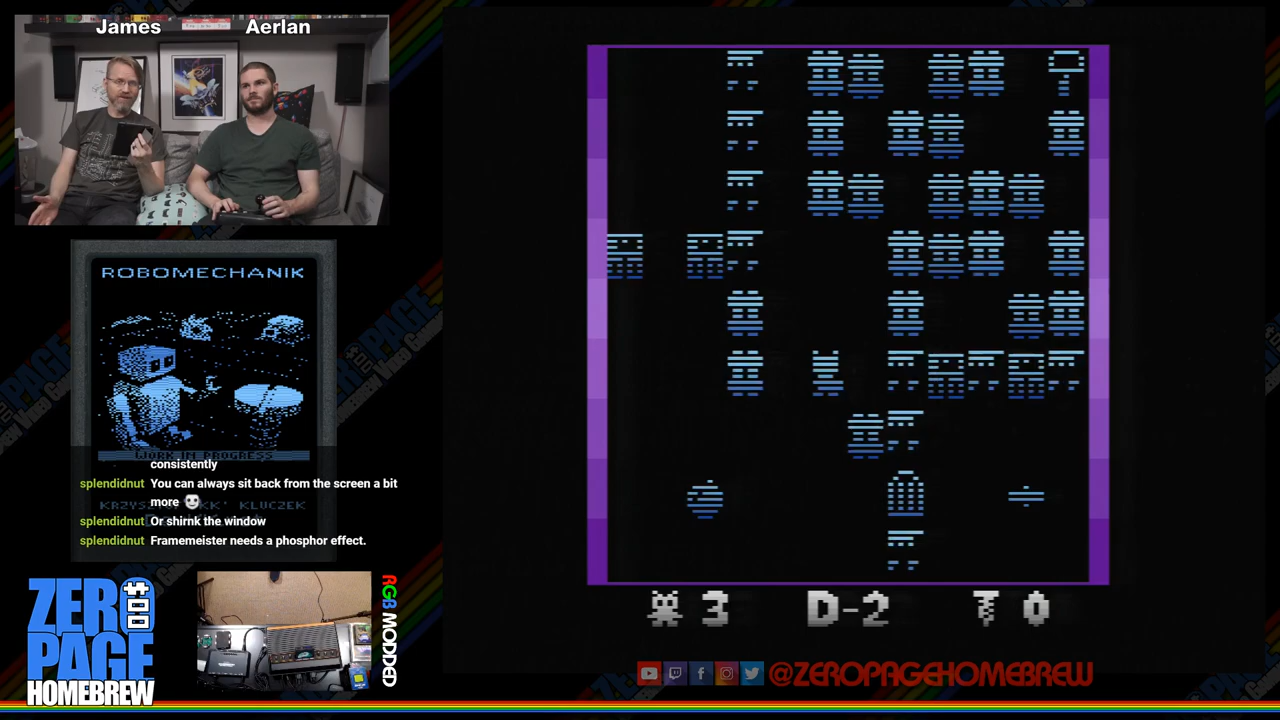 James Aerlan
ROBOMECHANIK
WORK IN PROGRESS
consistently
splendidnut You can always sit back from the screen a bit
more
KLUCZEK
splendidnut Or shirnk the window
splendidnut Framemeister needs a phosphor effect.
ZERO
PAGE
HOMEBREW
RGB MODDED
3 D-2 0
@ZEROPAGEHOMEBREW